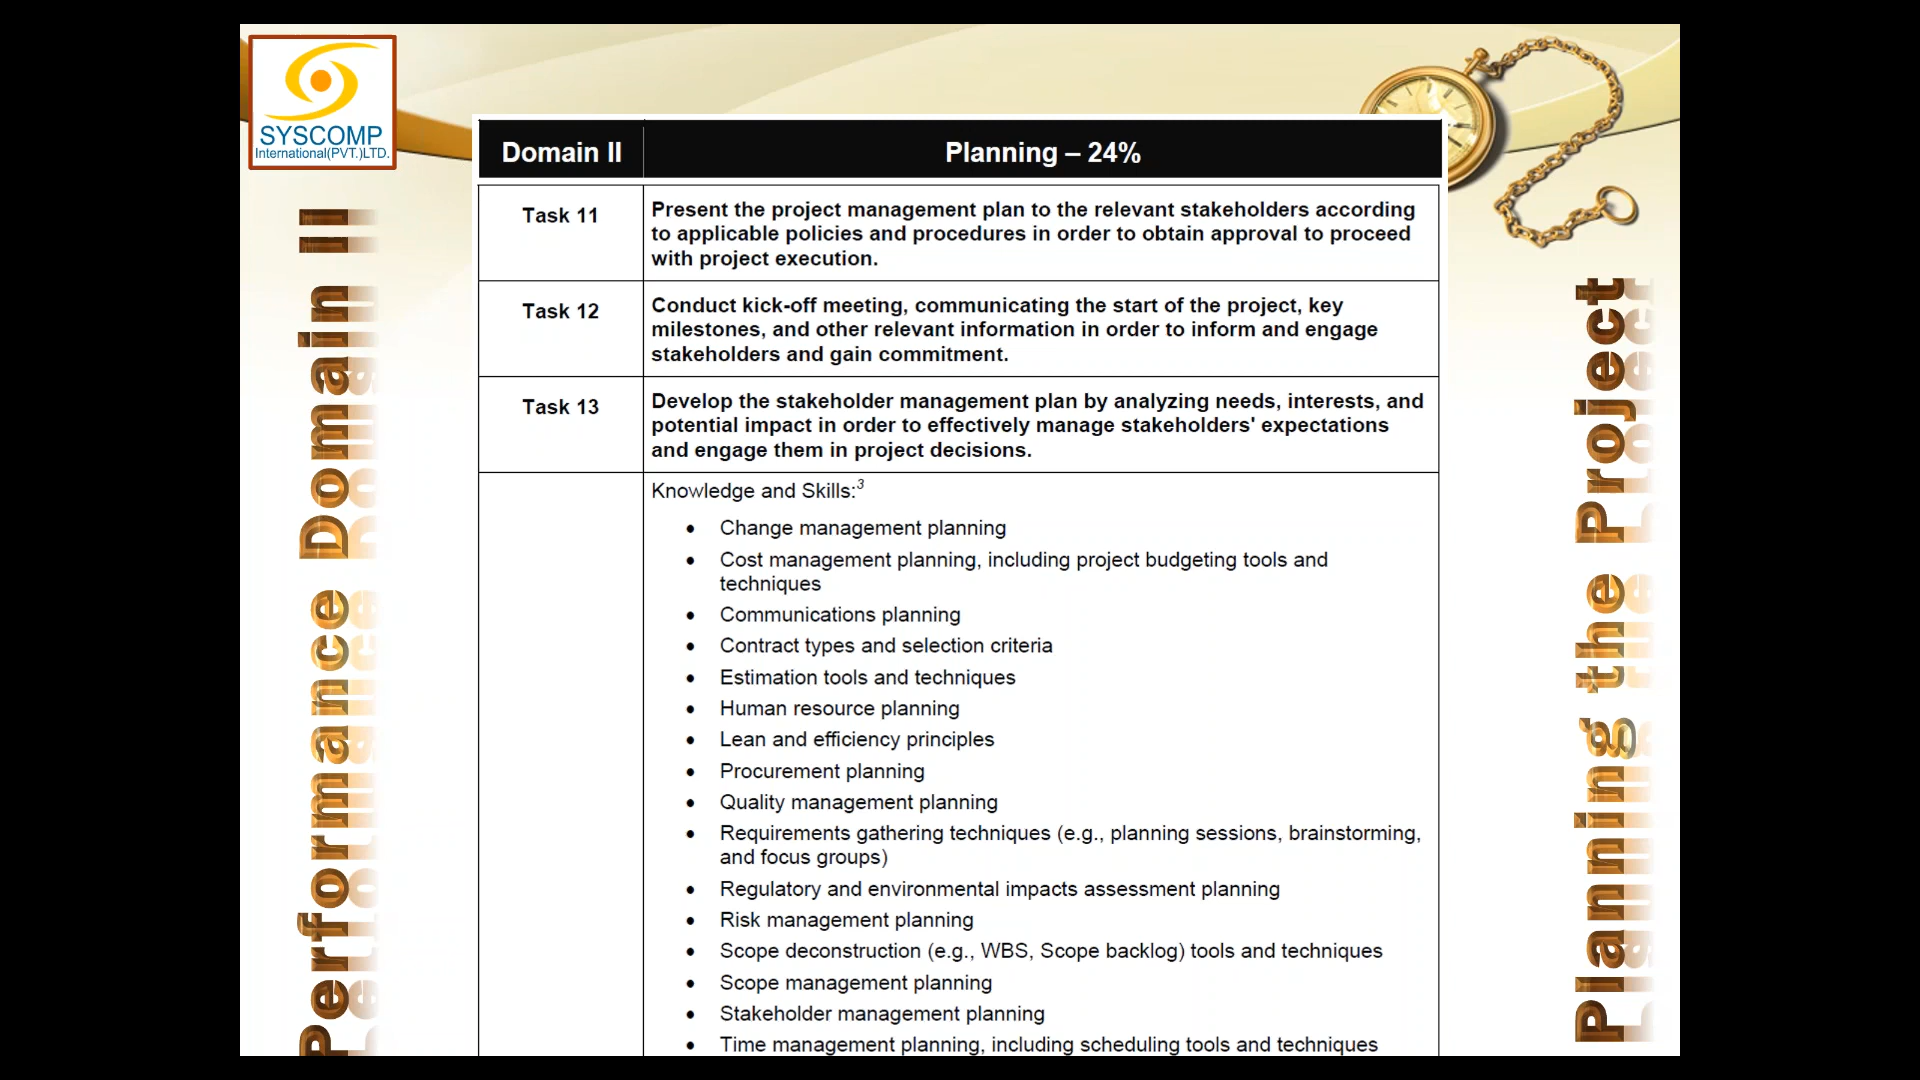 SYSCOMP
International(PVT.)LTD.
Performance Domain II
Domain II
Planning – 24%
Task 11
Present the project management plan to the relevant stakeholders according
to applicable policies and procedures in order to obtain approval to proceed
with project execution.
Task 12
Conduct kick-off meeting, communicating the start of the project, key
milestones, and other relevant information in order to inform and engage
stakeholders and gain commitment.
Task 13
Develop the stakeholder management plan by analyzing needs, interests, and
potential impact in order to effectively manage stakeholders' expectations
and engage them in project decisions.
Knowledge and Skills:3
• Change management planning
• Cost management planning, including project budgeting tools and
techniques
• Communications planning
• Contract types and selection criteria
• Estimation tools and techniques
• Human resource planning
• Lean and efficiency principles
• Procurement planning
• Quality management planning
• Requirements gathering techniques (e.g., planning sessions, brainstorming,
and focus groups)
• Regulatory and environmental impacts assessment planning
• Risk management planning
• Scope deconstruction (e.g., WBS, Scope backlog) tools and techniques
• Scope management planning
• Stakeholder management planning
• Time management planning, including scheduling tools and techniques
Planning the Project